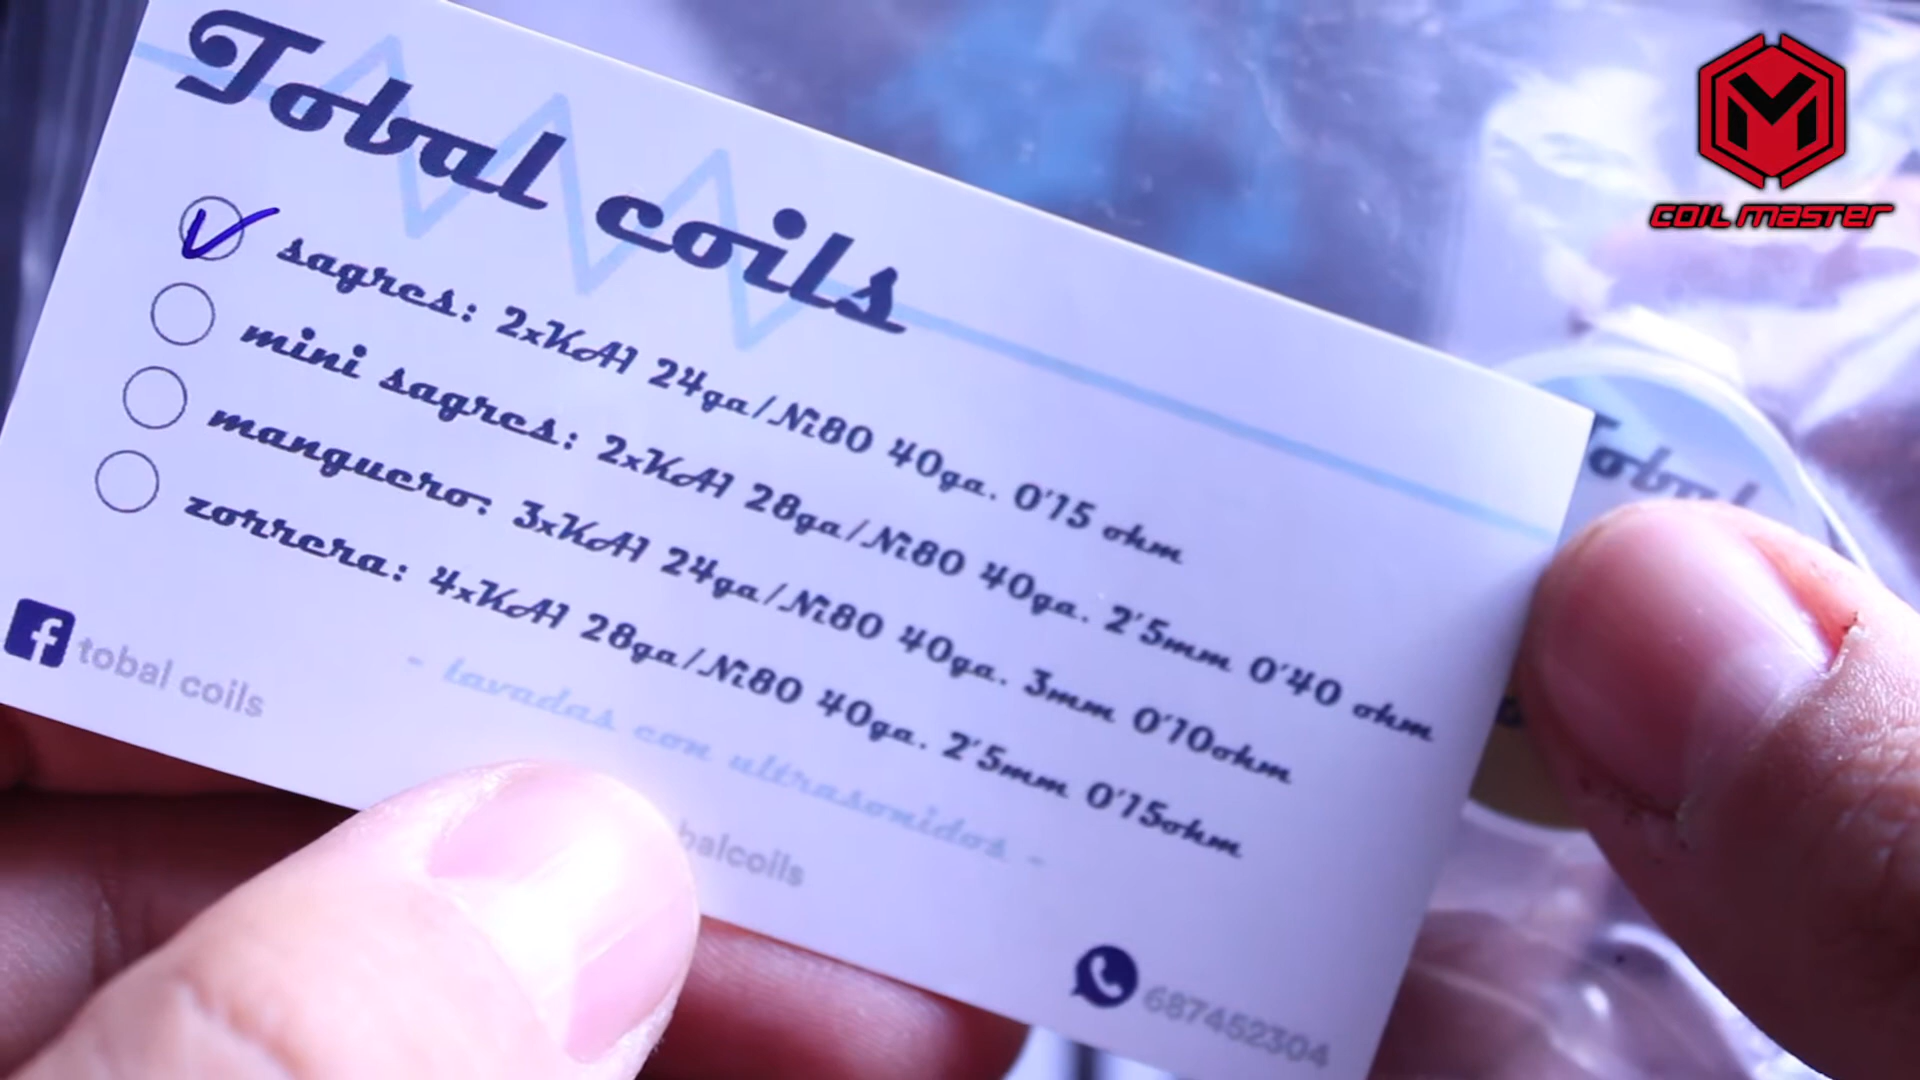 Tobal coils
COIL MASTER
sagres: 2xKA1 24ga/Ni80 40ga. 0'15 ohm
mini sagres: 2xKA1 28ga/Ni80 40ga. 2'5mm 0'40 ohm
manguero: 3xKA1 24ga/Ni80 40ga. 3mm 0'10ohm
zorrera: 4xKA1 28ga/Ni80 40ga. 2'5mm 0'15ohm
- lavadas con ultrasonidos -
tobal coils
balcoils
687452304
Tobal